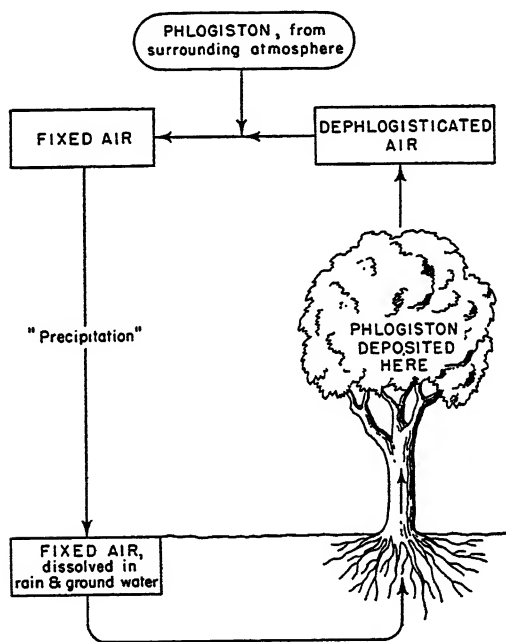 PHLOGISTON, from
surrounding atmosphere
FIXED AIR
DEPHLOGISTICATED
AIR
PHLOGISTON
DEPOSITED
HERE
"Precipitation"
FIXED AIR,
dissolved in
rain & ground water